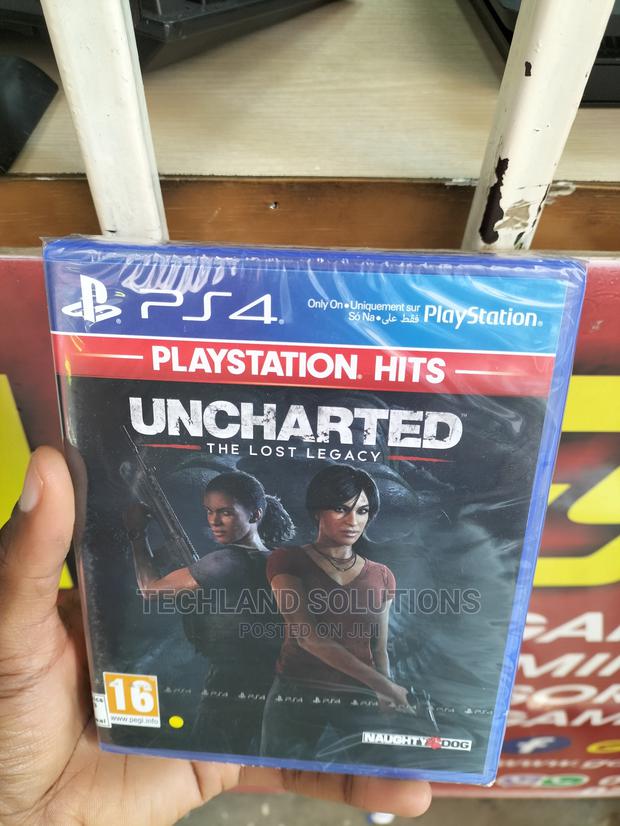 PS4
Only On • Uniquement sur
Só Na • فقط على
PlayStation
PLAYSTATION HITS
UNCHARTED™
THE LOST LEGACY
TECHLAND SOLUTIONS
POSTED ON JIJI
16
www.pegi.info
NAUGHTY DOG